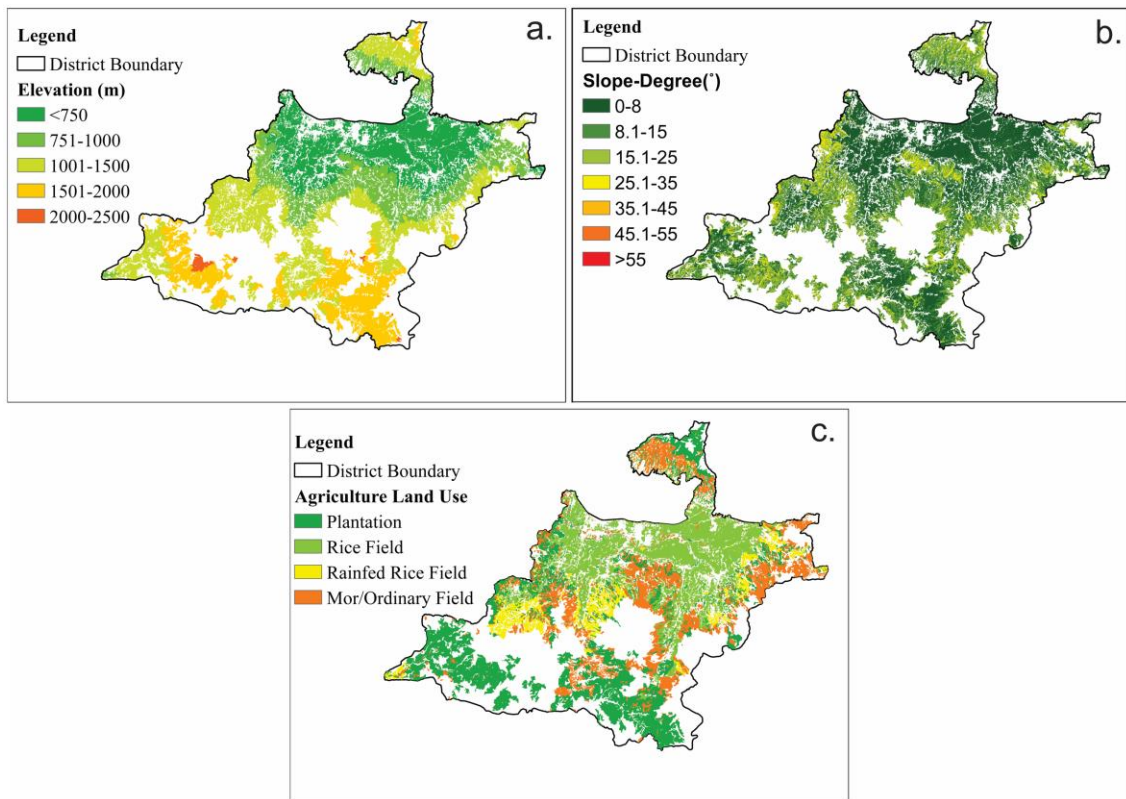 a.
Legend
District Boundary
Elevation (m)
<750
751-1000
1001-1500
1501-2000
2000-2500
b.
Legend
District Boundary
Slope-Degree(°)
0-8
8.1-15
15.1-25
25.1-35
35.1-45
45.1-55
>55
c.
Legend
District Boundary
Agriculture Land Use
Plantation
Rice Field
Rainfed Rice Field
Mor/Ordinary Field